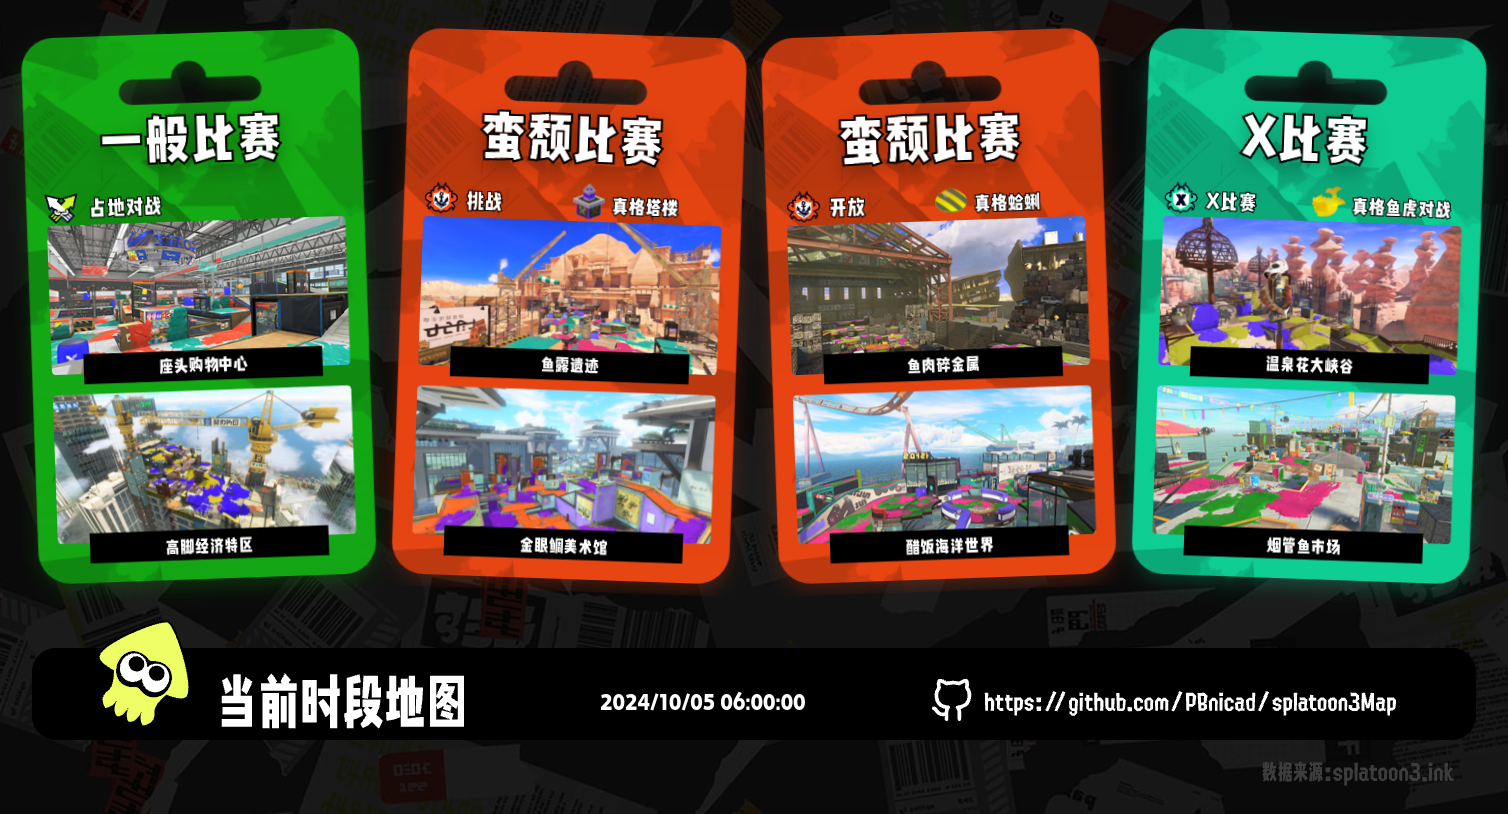 一般比赛
占地对战
座头购物中心
高脚经济特区
蛮颓比赛
挑战
真格塔楼
鱼露遗迹
金眼鲷美术馆
蛮颓比赛
开放
真格蛤蜊
鱼肉碎金属
醋饭海洋世界
X比赛
X比赛
真格鱼虎对战
温泉花大峡谷
烟管鱼市场
当前时段地图
2024/10/05 06:00:00
https://github.com/PBnicad/splatoon3Map
数据来源:splatoon3.ink